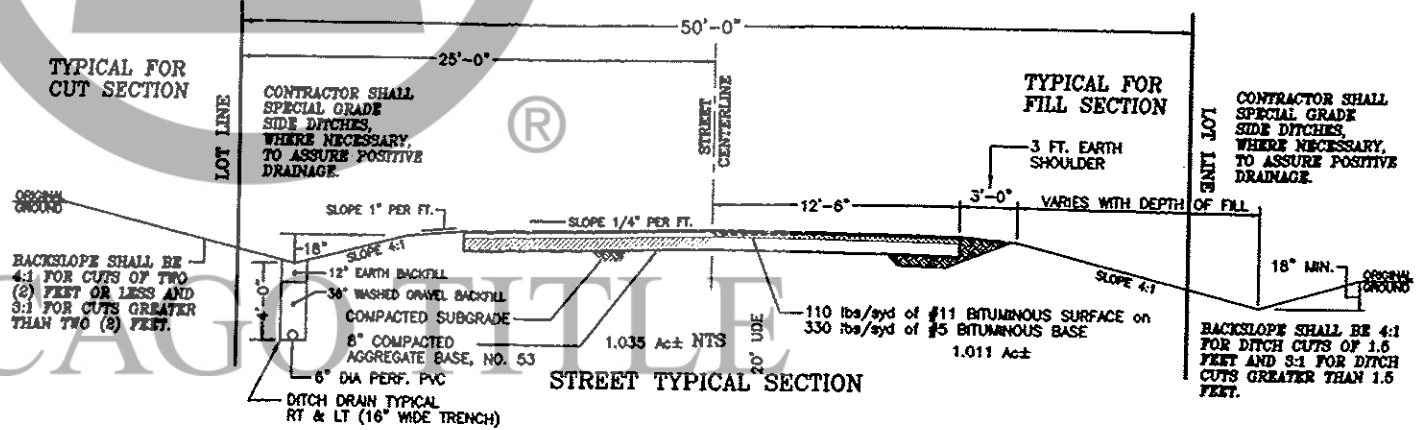 50'-0"
25'-0"
TYPICAL FOR
CUT SECTION
LOT LINE
CONTRACTOR SHALL
SPECIAL GRADE
SIDE DITCHES,
WHERE NECESSARY,
TO ASSURE POSITIVE
DRAINAGE.
®
STREET
CENTERLINE
TYPICAL FOR
FILL SECTION
LOT LINE
CONTRACTOR SHALL
SPECIAL GRADE
SIDE DITCHES,
WHERE NECESSARY,
TO ASSURE POSITIVE
DRAINAGE.
3 FT. EARTH
SHOULDER
ORIGINAL
GROUND
SLOPE 1" PER FT.
SLOPE 1/4" PER FT.
12'-6"
3'-0"
VARIES WITH DEPTH OF FILL
18"
SLOPE 4:1
BACKSLOPE SHALL BE
4:1 FOR CUTS OF TWO
(2) FEET OR LESS AND
3:1 FOR CUTS GREATER
THAN TWO (2) FEET.
4'-0"
12" EARTH BACKFILL
36" WASHED GRAVEL BACKFILL
COMPACTED SUBGRADE
8" COMPACTED
AGGREGATE BASE, NO. 53
6" DIA PERF. PVC
DITCH DRAIN TYPICAL
RT & LT (16" WIDE TRENCH)
1.035 Ac± NTS
20' UDE
110 lbs/syd of #11 BITUMINOUS SURFACE on
330 lbs/syd of #5 BITUMINOUS BASE
1.011 Ac±
SLOPE 4:1
18" MIN.
ORIGINAL
GROUND
BACKSLOPE SHALL BE 4:1
FOR DITCH CUTS OF 1.5
FEET AND 3:1 FOR DITCH
CUTS GREATER THAN 1.5
FEET.
CAGO TITLE
STREET TYPICAL SECTION